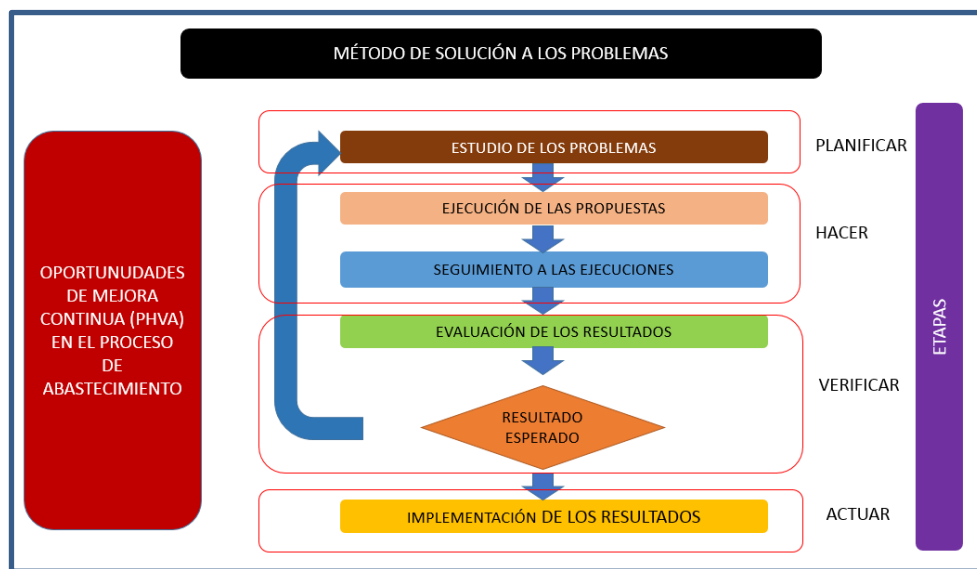 MÉTODO DE SOLUCIÓN A LOS PROBLEMAS
OPORTUNUDADES
DE MEJORA
CONTINUA (PHVA)
EN EL PROCESO
DE
ABASTECIMIENTO
ESTUDIO DE LOS PROBLEMAS
PLANIFICAR
EJECUCIÓN DE LAS PROPUESTAS
HACER
SEGUIMIENTO A LAS EJECUCIONES
EVALUACIÓN DE LOS RESULTADOS
VERIFICAR
RESULTADO
ESPERADO
IMPLEMENTACIÓN DE LOS RESULTADOS
ACTUAR
ETAPAS